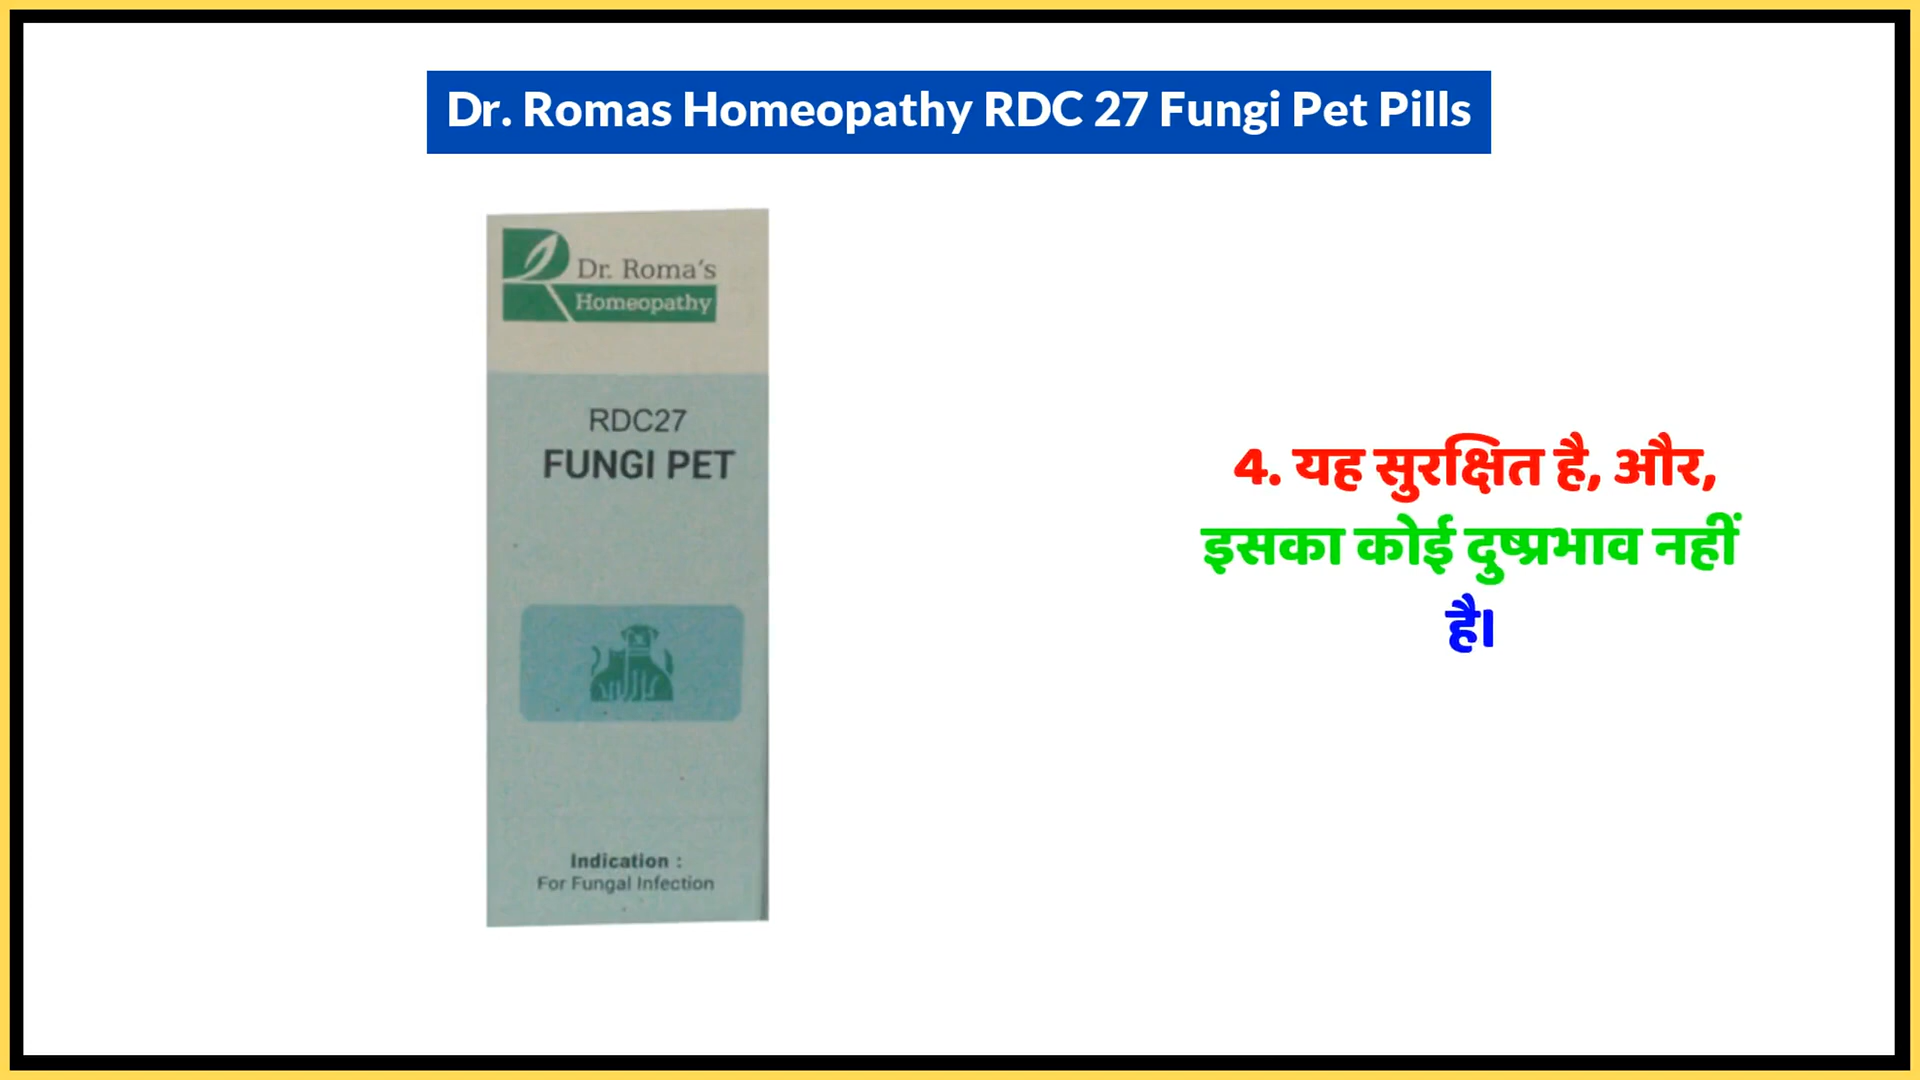 Dr. Romas Homeopathy RDC 27 Fungi Pet Pills
Dr. Roma's
Homeopathy
RDC27
FUNGI PET
Indication :
For Fungal Infection
4. यह सुरक्षित है, और,
इसका कोई दुष्प्रभाव नहीं
है।